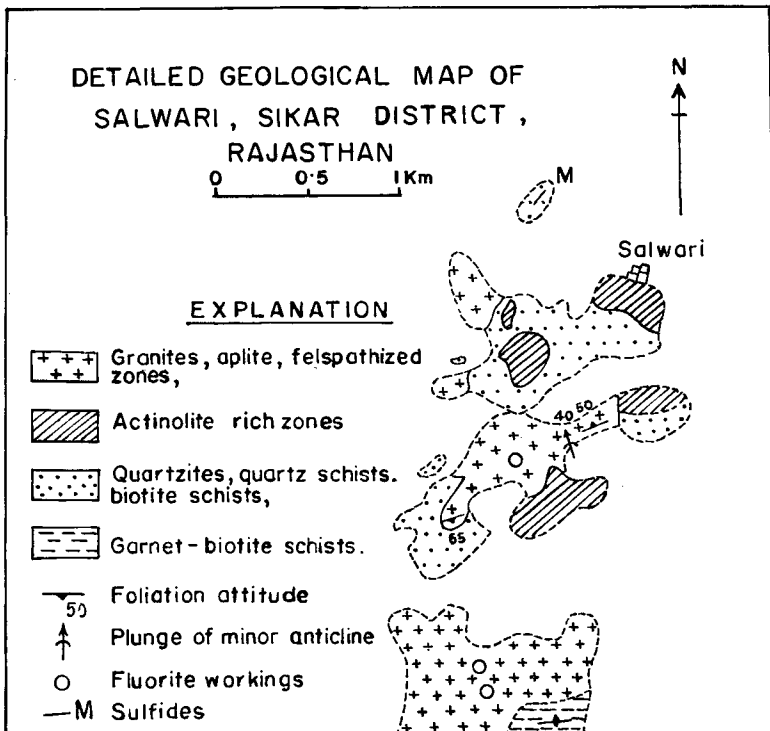 DETAILED GEOLOGICAL MAP OF
SALWARI, SIKAR DISTRICT,
RAJASTHAN
0 0·5 1 Km
N
M
Salwari
EXPLANATION
Granites, aplite, felspathized
zones,
Actinolite rich zones
Quartzites, quartz schists.
biotite schists,
Garnet-biotite schists.
50 Foliation attitude
Plunge of minor anticline
Fluorite workings
M Sulfides
40 50
65